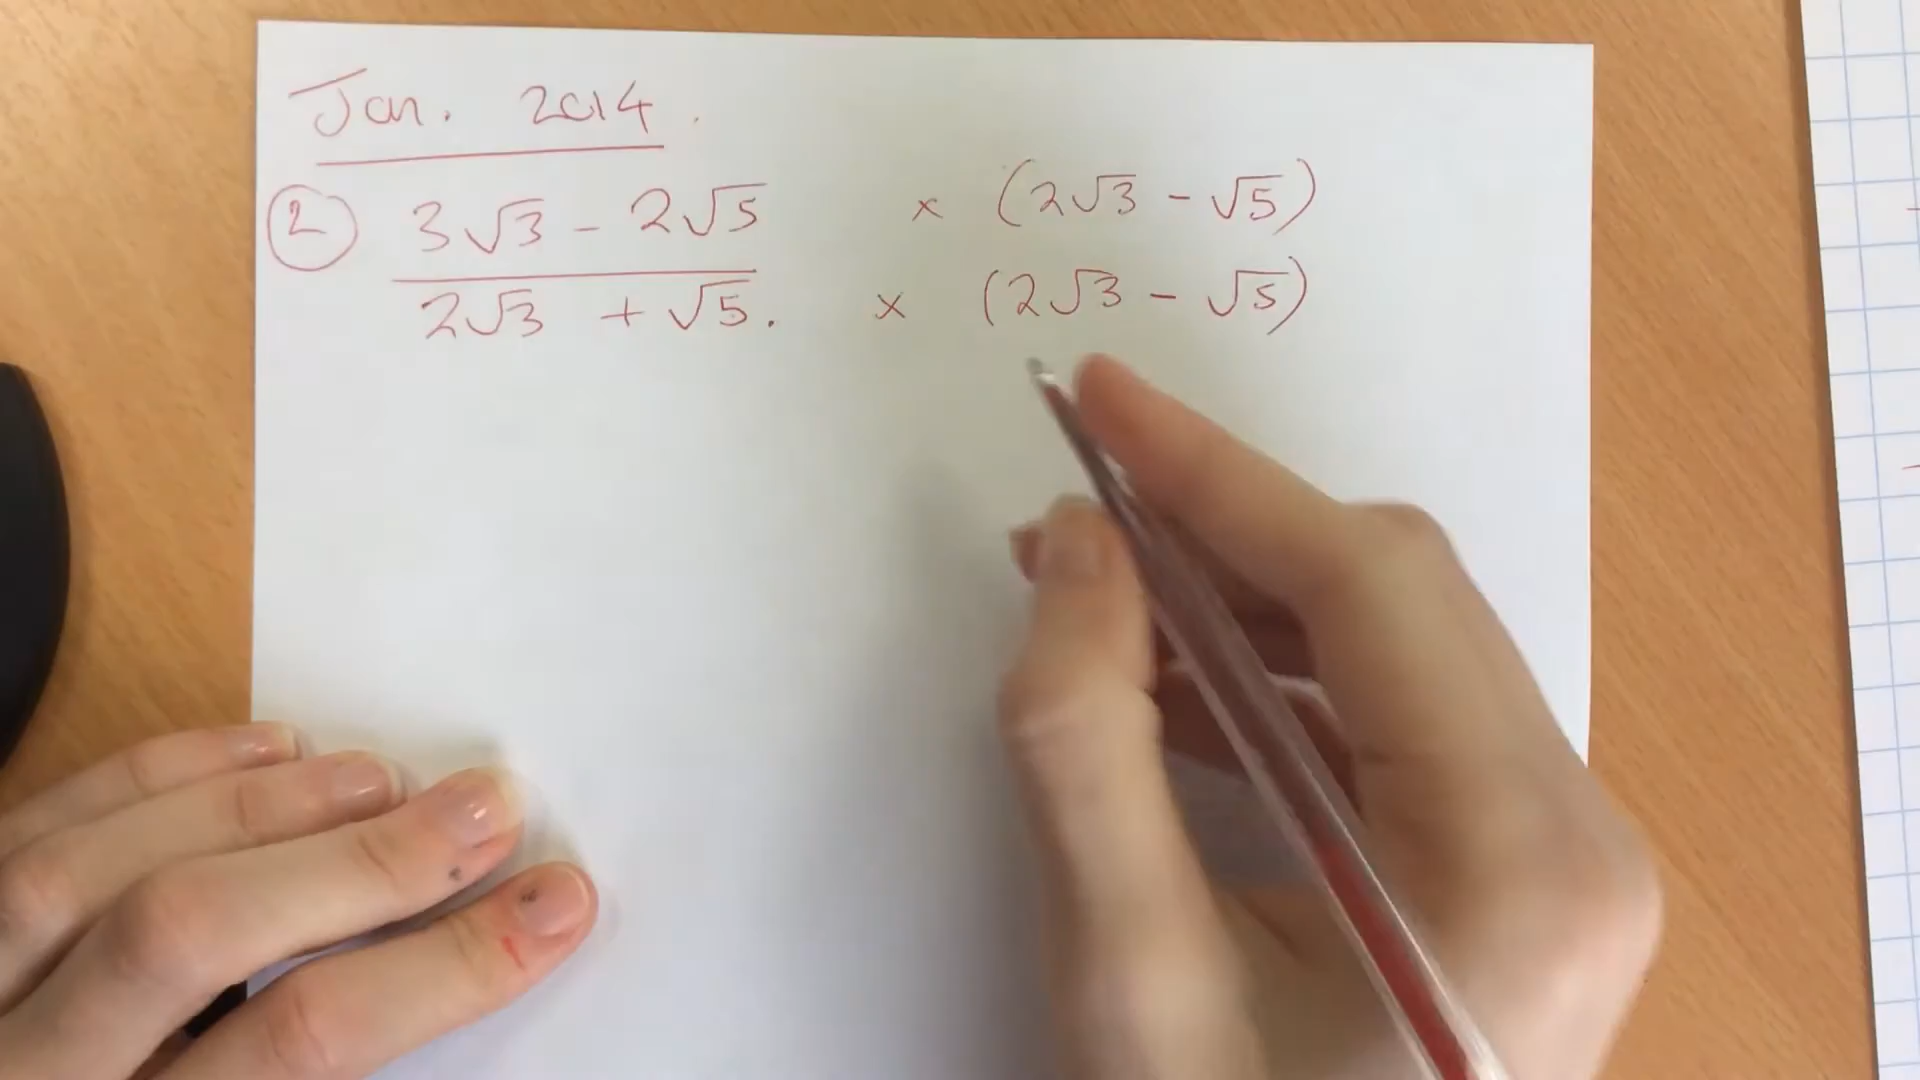 Jan. 2014.
② 3√3 - 2√5 × (2√3 - √5)
2√3 + √5. × (2√3 - √5)